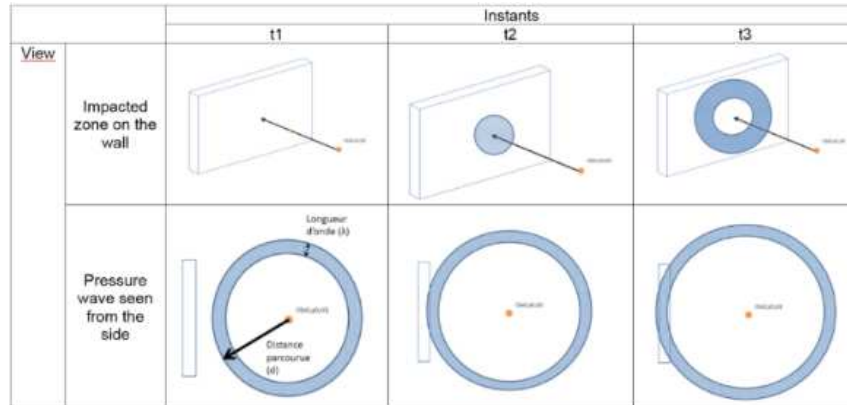 Instants
t1
t2
t3
View
Impacted
zone on the
wall
Longueur
d'onde (λ)
Distance
parcourue
(d)
Pressure
wave seen
from the
side